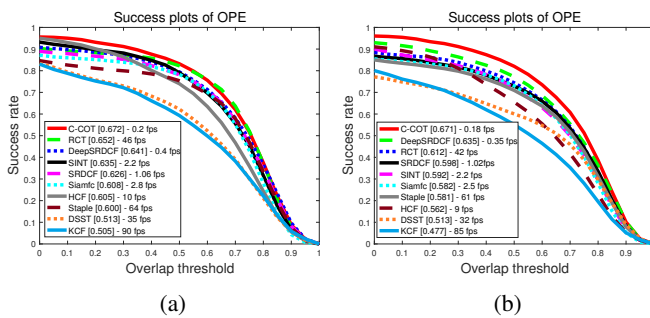 Success plots of OPE
Success rate
1
0.9
0.8
0.7
0.6
0.5
0.4
0.3
0.2
0.1
0
C-COT [0.672] - 0.2 fps
RCT [0.652] - 46 fps
DeepSRDCF [0.641] - 0.4 fps
SINT [0.635] - 2.2 fps
SRDCF [0.626] - 1.06 fps
Siamfc [0.608] - 2.8 fps
HCF [0.605] - 10 fps
Staple [0.600] - 64 fps
DSST [0.513] - 35 fps
KCF [0.505] - 90 fps
0 0.1 0.2 0.3 0.4 0.5 0.6 0.7 0.8 0.9 1
Overlap threshold
(a)
Success plots of OPE
Success rate
1
0.9
0.8
0.7
0.6
0.5
0.4
0.3
0.2
0.1
0
C-COT [0.671] - 0.18 fps
DeepSRDCF [0.635] - 0.35 fps
RCT [0.612] - 42 fps
SRDCF [0.598] - 1.02fps
SINT [0.592] - 2.2 fps
Siamfc [0.582] - 2.5 fps
Staple [0.581] - 61 fps
HCF [0.562] - 9 fps
DSST [0.513] - 32 fps
KCF [0.477] - 85 fps
0 0.1 0.2 0.3 0.4 0.5 0.6 0.7 0.8 0.9
Overlap threshold
(b)